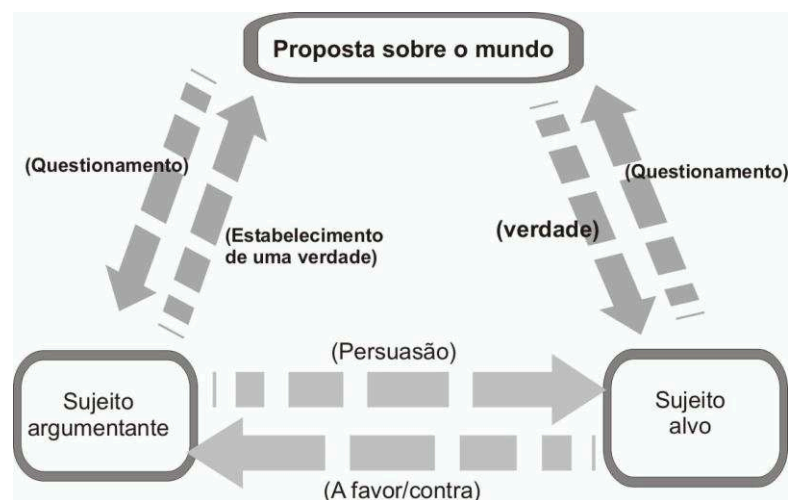 Proposta sobre o mundo
(Questionamento)
(Questionamento)
(Estabelecimento
de uma verdade)
(verdade)
(Persuasão)
Sujeito
argumentante
Sujeito
alvo
(A favor/contra)